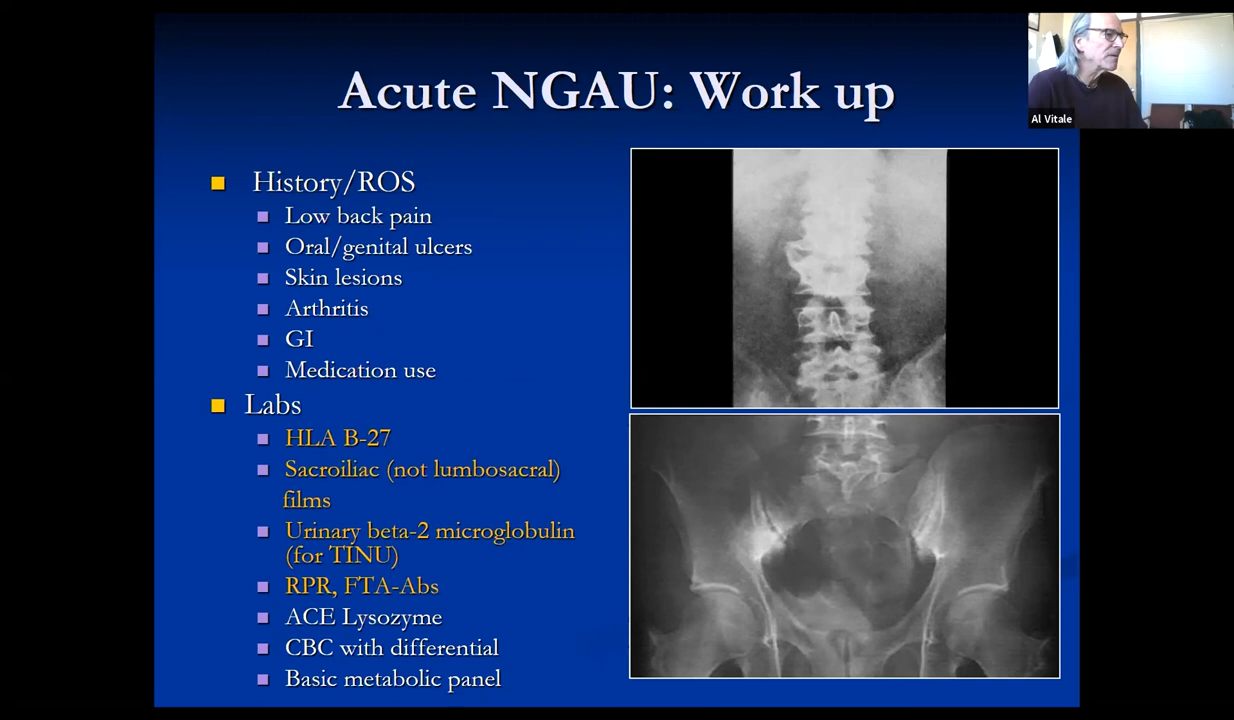 Acute NGAU: Work up
Al Vitale
History/ROS
Low back pain
Oral/genital ulcers
Skin lesions
Arthritis
GI
Medication use
Labs
HLA B-27
Sacroiliac (not lumbosacral)
films
Urinary beta-2 microglobulin
(for TINU)
RPR, FTA-Abs
ACE Lysozyme
CBC with differential
Basic metabolic panel